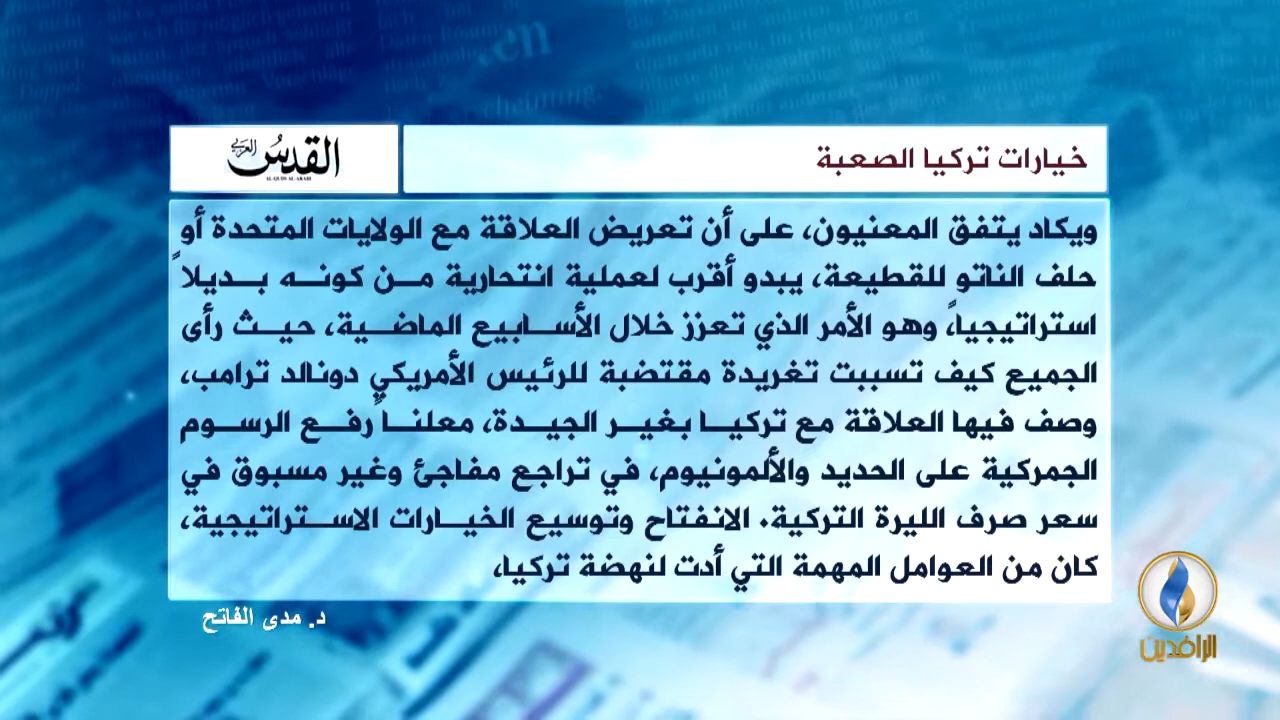 خيارات تركيا الصعبة
القدس العربي
AL-QUDS AL-ARABI
ويكاد يتفق المعنيون، على أن تعريض العلاقة مع الولايات المتحدة أو
حلف الناتو للقطيعة، يبدو أقرب لعملية انتحارية من كونه بديلاً
استراتيجياً، وهو الأمر الذي تعزز خلال الأسابيع الماضية، حيث رأى
الجميع كيف تسببت تغريدة مقتضبة للرئيس الأمريكي دونالد ترامب،
وصف فيها العلاقة مع تركيا بغير الجيدة، معلناً رفع الرسوم
الجمركية على الحديد والألمونيوم، في تراجع مفاجئ وغير مسبوق في
سعر صرف الليرة التركية. الانفتاح وتوسيع الخيارات الاستراتيجية،
كان من العوامل المهمة التي أدت لنهضة تركيا،
د. مدى الفاتح
الرافدين